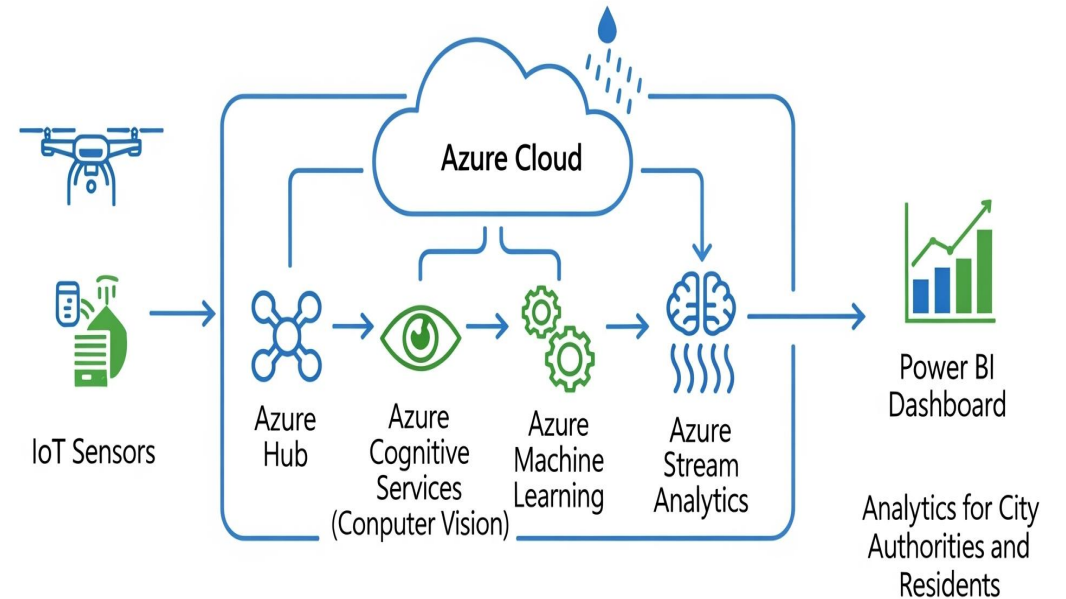 Azure Cloud
IoT Sensors
Azure
Hub
Azure
Cognitive
Services
(Conputer Vision)
Azure
Machine
Learning
Azure
Stream
Analytics
Power BI
Dashboard
Analytics for City
Authorities and
Residents